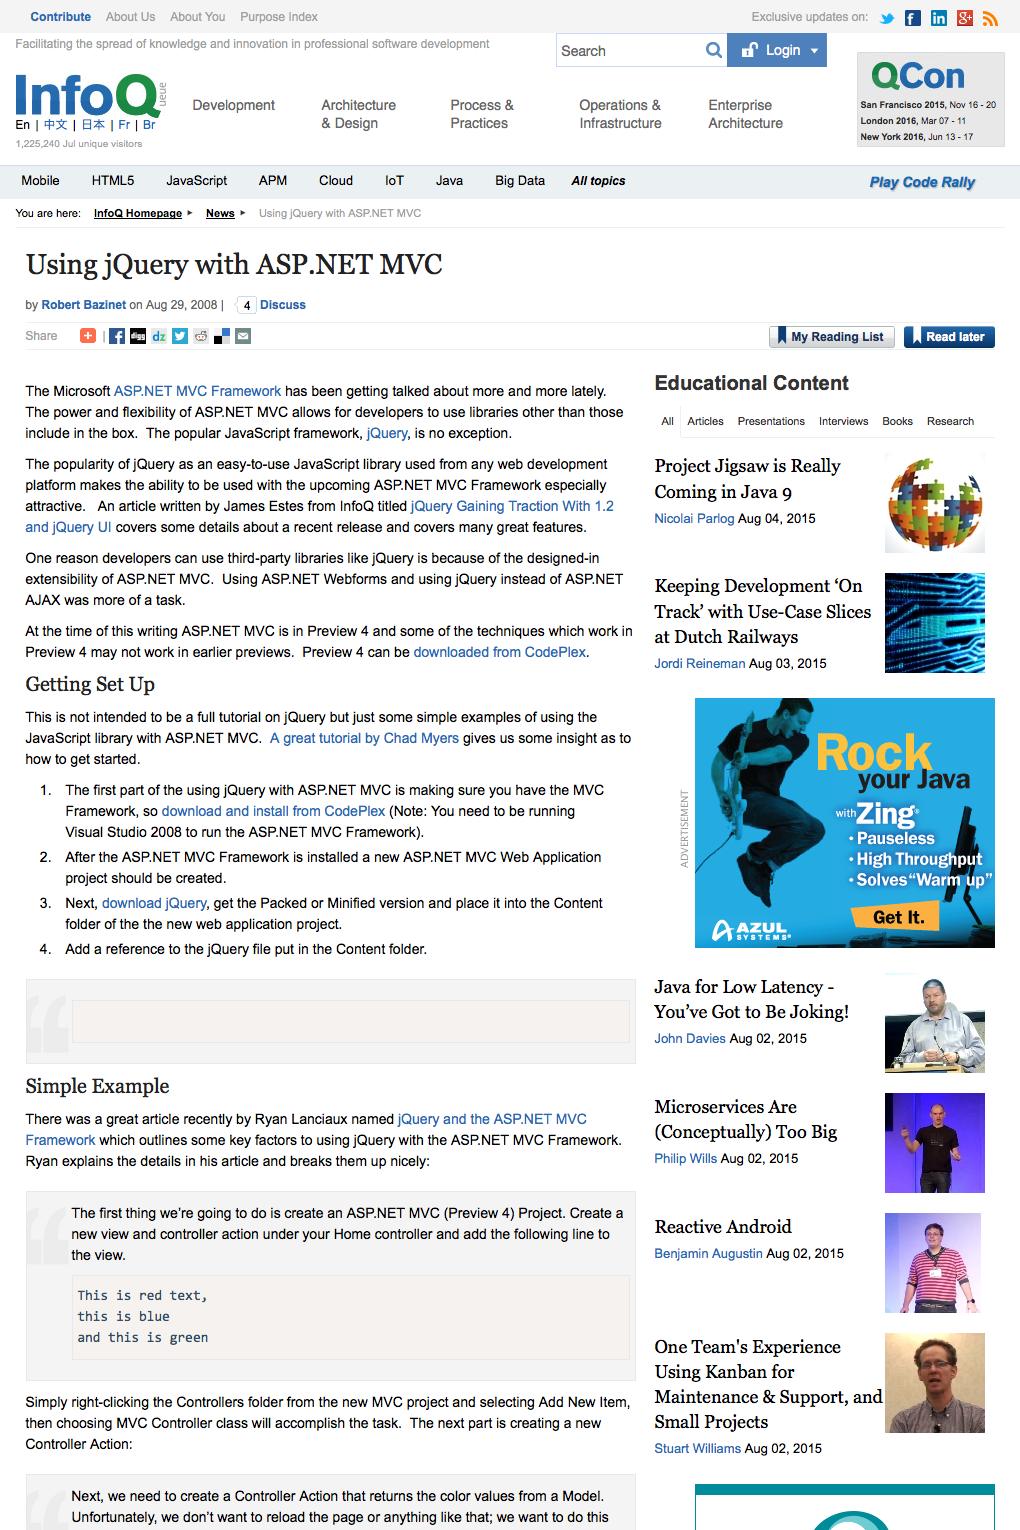 Contribute About Us About You Purpose Index Exclusive updates on:
Facilitating the spread of knowledge and innovation in professional software development
Search
Login
InfoQ
En | 中文 | 日本 | Fr | Br
1,225,240 Jul unique visitors
Development
Architecture
& Design
Process &
Practices
Operations &
Infrastructure
Enterprise
Architecture
QCon
San Francisco 2015, Nov 16 - 20
London 2016, Mar 07 - 11
New York 2016, Jun 13 - 17
Mobile HTML5 JavaScript APM Cloud IoT Java Big Data All topics
Play Code Rally
You are here: InfoQ Homepage News Using jQuery with ASP.NET MVC
Using jQuery with ASP.NET MVC
by Robert Bazinet on Aug 29, 2008 | 4 Discuss
Share
My Reading List
Read later
The Microsoft ASP.NET MVC Framework has been getting talked about more and more lately.
The power and flexibility of ASP.NET MVC allows for developers to use libraries other than those
include in the box. The popular JavaScript framework, jQuery, is no exception.
The popularity of jQuery as an easy-to-use JavaScript library used from any web development
platform makes the ability to be used with the upcoming ASP.NET MVC Framework especially
attractive. An article written by James Estes from InfoQ titled jQuery Gaining Traction With 1.2
and jQuery UI covers some details about a recent release and covers many great features.
One reason developers can use third-party libraries like jQuery is because of the designed-in
extensibility of ASP.NET MVC. Using ASP.NET Webforms and using jQuery instead of ASP.NET
AJAX was more of a task.
At the time of this writing ASP.NET MVC is in Preview 4 and some of the techniques which work in
Preview 4 may not work in earlier previews. Preview 4 can be downloaded from CodePlex.
Getting Set Up
This is not intended to be a full tutorial on jQuery but just some simple examples of using the
JavaScript library with ASP.NET MVC. A great tutorial by Chad Myers gives us some insight as to
how to get started.
1. The first part of the using jQuery with ASP.NET MVC is making sure you have the MVC
Framework, so download and install from CodePlex (Note: You need to be running
Visual Studio 2008 to run the ASP.NET MVC Framework).
2. After the ASP.NET MVC Framework is installed a new ASP.NET MVC Web Application
project should be created.
3. Next, download jQuery, get the Packed or Minified version and place it into the Content
folder of the the new web application project.
4. Add a reference to the jQuery file put in the Content folder.
Simple Example
There was a great article recently by Ryan Lanciaux named jQuery and the ASP.NET MVC
Framework which outlines some key factors to using jQuery with the ASP.NET MVC Framework.
Ryan explains the details in his article and breaks them up nicely:
The first thing we're going to do is create an ASP.NET MVC (Preview 4) Project. Create a
new view and controller action under your Home controller and add the following line to
the view.
This is red text,
this is blue
and this is green
Simply right-clicking the Controllers folder from the new MVC project and selecting Add New Item,
then choosing MVC Controller class will accomplish the task. The next part is creating a new
Controller Action:
Next, we need to create a Controller Action that returns the color values from a Model.
Unfortunately, we don't want to reload the page or anything like that; we want to do this
Educational Content
All Articles Presentations Interviews Books Research
Project Jigsaw is Really
Coming in Java 9
Nicolai Parlog Aug 04, 2015
Keeping Development ‘On
Track’ with Use-Case Slices
at Dutch Railways
Jordi Reineman Aug 03, 2015
ADVERTISEMENT
Rock
your Java
with Zing®
• Pauseless
• High Throughput
• Solves “Warm up”
Get It.
AZUL
SYSTEMS®
Java for Low Latency -
You’ve Got to Be Joking!
John Davies Aug 02, 2015
Microservices Are
(Conceptually) Too Big
Philip Wills Aug 02, 2015
Reactive Android
Benjamin Augustin Aug 02, 2015
One Team's Experience
Using Kanban for
Maintenance & Support, and
Small Projects
Stuart Williams Aug 02, 2015